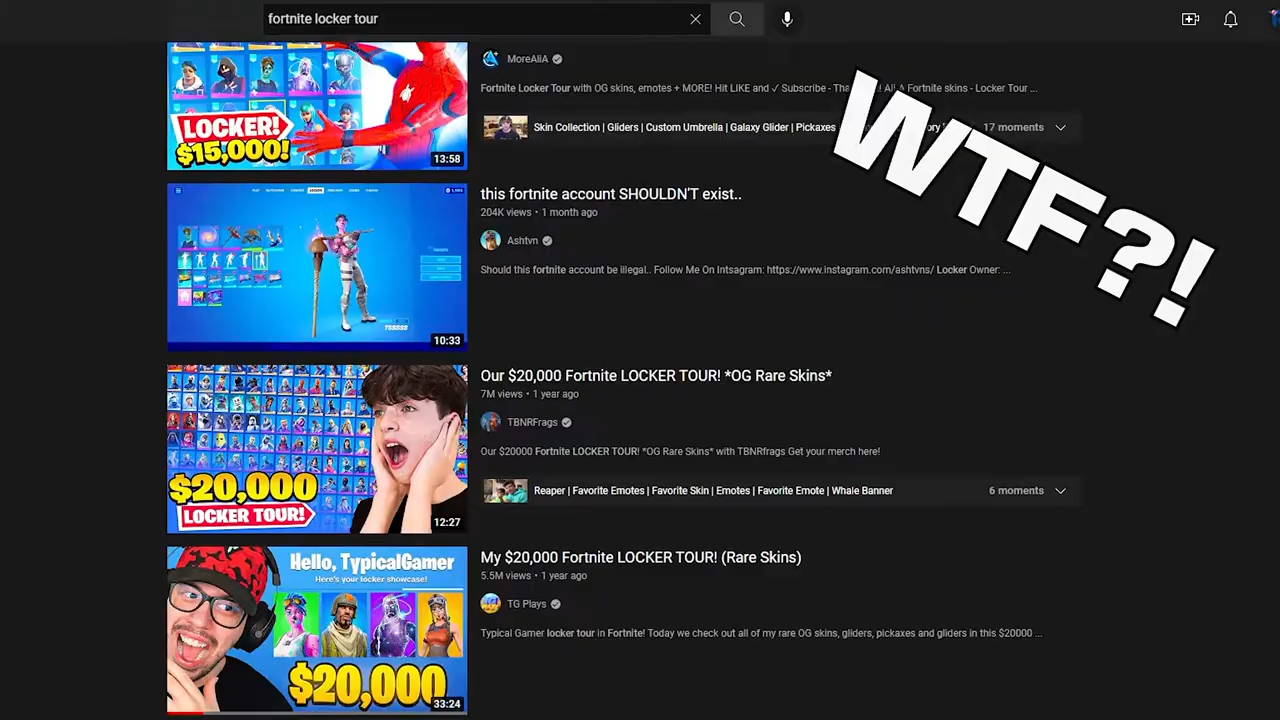 fortnite locker tour
LOCKER!
$15,000!
13:58
MoreAliA
Fortnite Locker Tour with OG skins, emotes + MORE! Hit LIKE and ✓ Subscribe - Fortnite skins - Locker Tour ...
Skin Collection | Gliders | Custom Umbrella | Galaxy Glider | Pickaxes
17 moments
WTF?!
10:33
this fortnite account SHOULDN'T exist..
204K views • 1 month ago
Ashtvn
Should this fortnite account be illegal.. Follow Me On Intsagram: https://www.instagram.com/ashtvns/ Locker Owner: ...
$20,000
LOCKER TOUR!
12:27
Our $20,000 Fortnite LOCKER TOUR! *OG Rare Skins*
7M views • 1 year ago
TBNRFrags
Our $20000 Fortnite LOCKER TOUR! *OG Rare Skins* with TBNRfrags Get your merch here!
Reaper | Favorite Emotes | Favorite Skin | Emotes | Favorite Emote | Whale Banner
6 moments
Hello, TypicalGamer
Here's your locker showcase!
$20,000
33:24
My $20,000 Fortnite LOCKER TOUR! (Rare Skins)
5.5M views • 1 year ago
TG Plays
Typical Gamer locker tour in Fortnite! Today we check out all of my rare OG skins, gliders, pickaxes and gliders in this $20000 ...